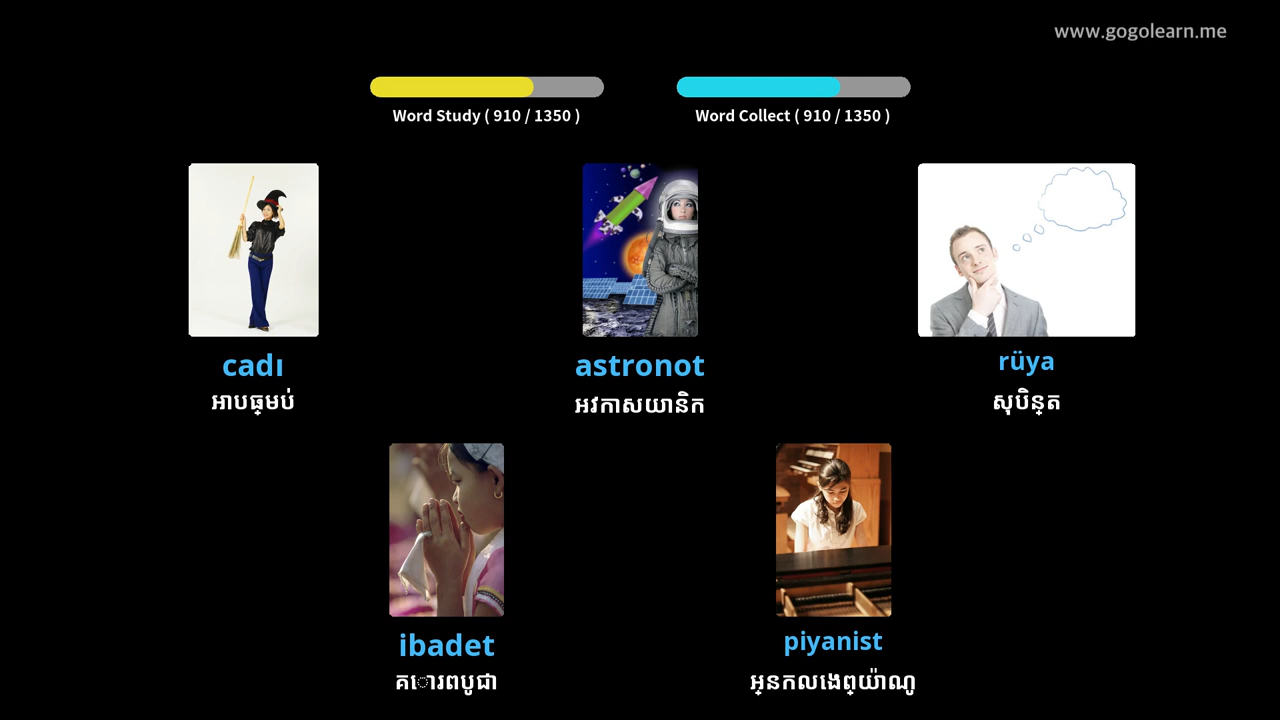 www.gogolearn.me
Word Study ( 910 / 1350 )
Word Collect ( 910 / 1350 )
cadı
អាបធ្មប់
astronot
អវកាសយានិក
rüya
សុបិន្ត
ibadet
គោរពបូជា
piyanist
អ្នកលេងព្យ៉ាណូ